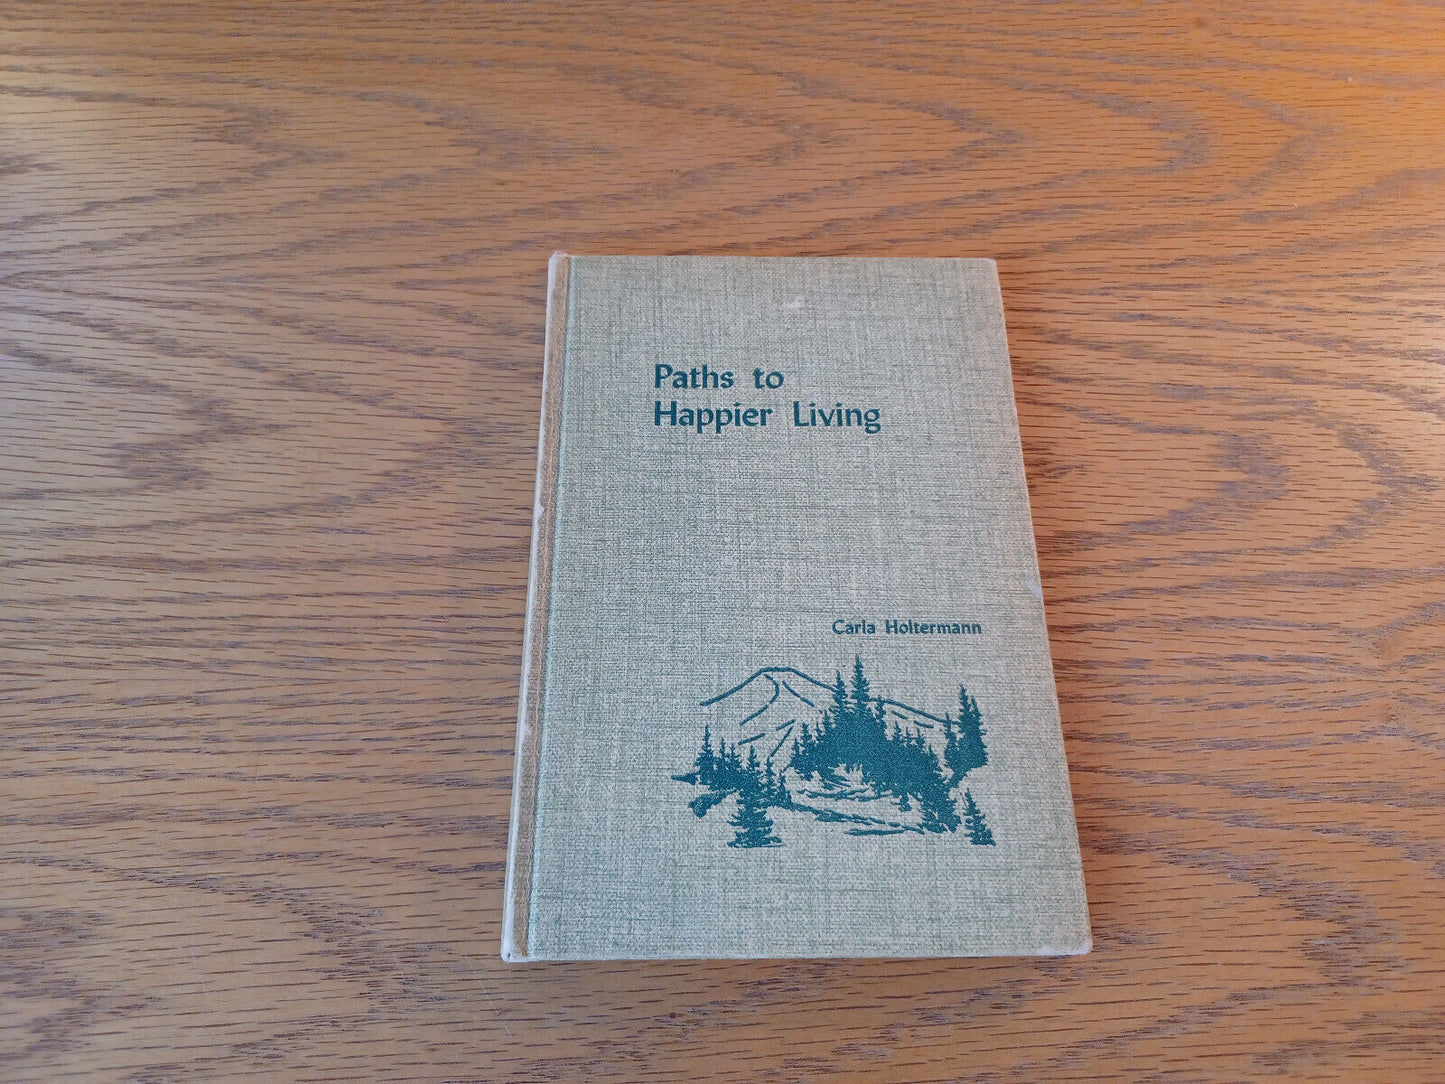 Paths to
Happier Living
Carla Holtermann